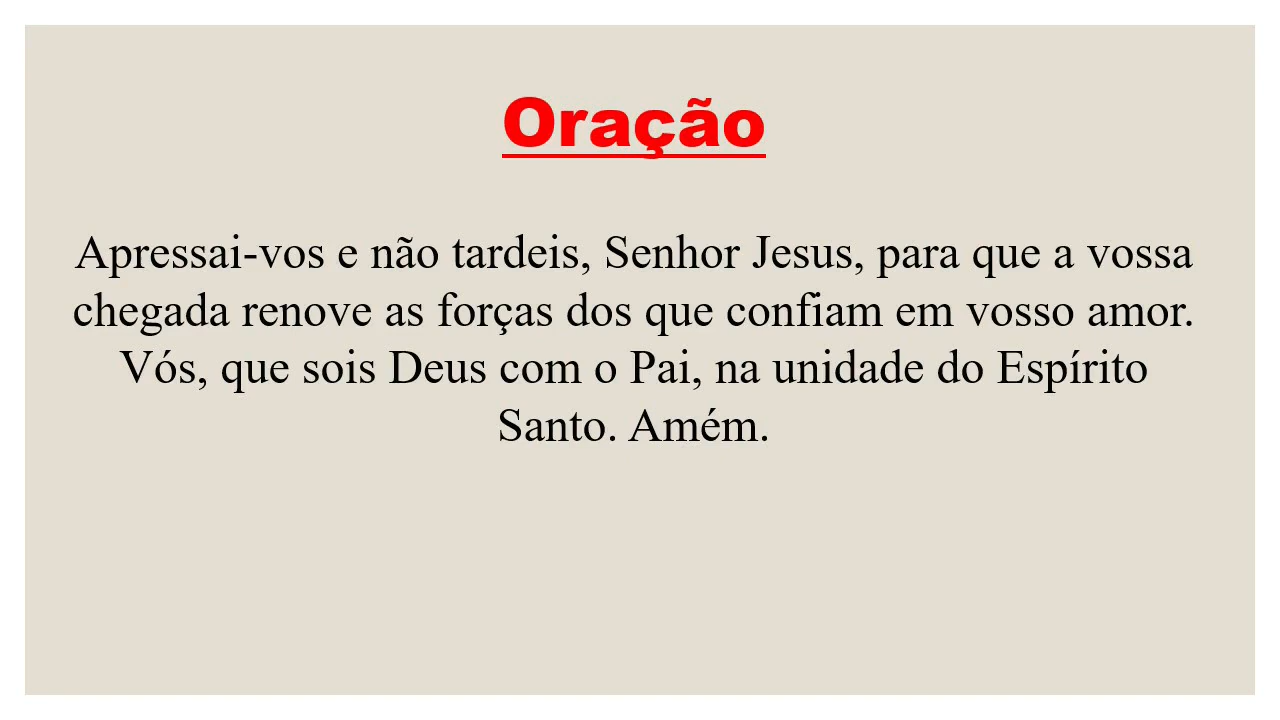 Oração
Apressai-vos e não tardeis, Senhor Jesus, para que a vossa
chegada renove as forças dos que confiam em vosso amor.
Vós, que sois Deus com o Pai, na unidade do Espírito
Santo. Amém.